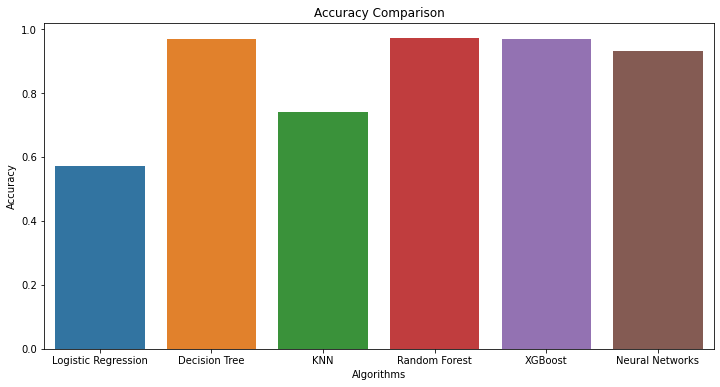 Accuracy Comparison
1.0
0.8
0.6
0.4
0.2
0.0
Accuracy
Logistic Regression
Decision Tree
KNN
Random Forest
XGBoost
Neural Networks
Algorithms